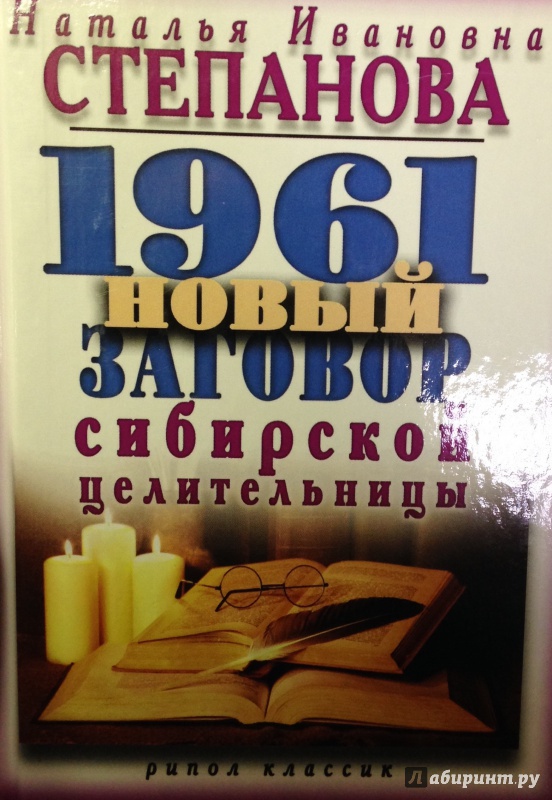 Наталья Ивановна
СТЕПАНОВА
1961
НОВЫЙ
ЗАГОВОР
сибирской
целительницы
рипол классик
Лабиринт.ру